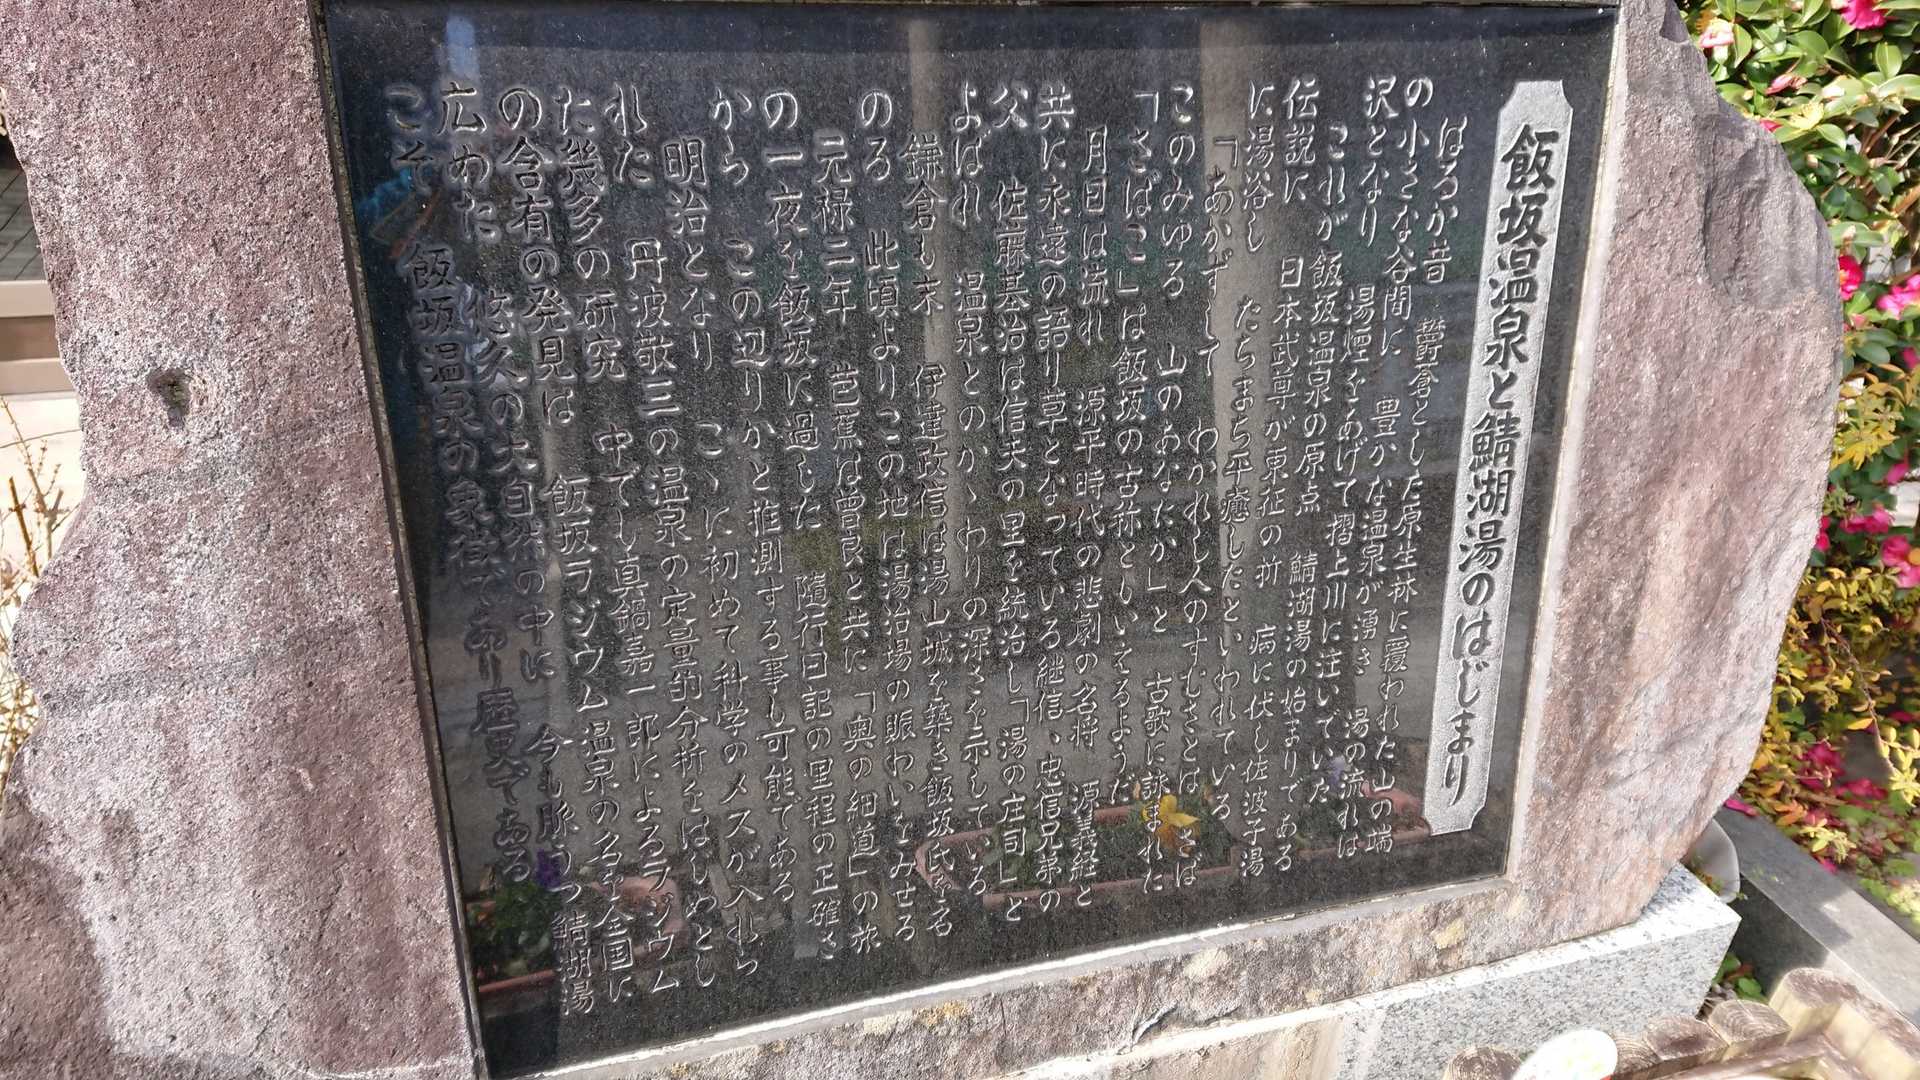 飯坂温泉と鯖湖湯のはじまり
はるか昔 欝蒼とした原生林に覆われた山の端
の小さな谷間に 豊かな温泉が湧き 湯の流れは
沢となり 湯煙をあげて摺上川に注いでいた
これが飯坂温泉の原点 鯖湖湯の始まりである
伝説に 日本武尊が東征の折 病に伏し佐波子湯
に湯浴し たちまち平癒したといわれている
「あかずして わかれし人のすむさとは さば
このみゆる 山のあなたか」と 古歌に詠まれた
「さばこ」は飯坂の古称ともいえるようだ
月日は流れ 源平時代の悲劇の名将 源義経と
共に永遠の語り草となっている継信、忠信兄弟の
父 佐藤基治は信夫の里を統治し「湯の庄司」と
よばれ 温泉とのかゝわりの深さを示している
鎌倉も末 伊達政信は湯山城を築き飯坂氏を名
のる 此頃よりこの地は湯治場の賑わいをみせる
元禄二年 芭蕉は曾良と共に「奥の細道」の旅
の一夜を飯坂に過した 随行日記の里程の正確さ
から この辺りかと推測する事も可能である
明治となり こゝに初めて科学のメスが入れら
れた 丹波敬三の温泉の定量的分析をはじめとし
た幾多の研究 中でも真鍋嘉一郎によるラジウム
の含有の発見は 飯坂ラジウム温泉の名を全国に
広めた 悠久の大自然の中に 今も脈うつ鯖湖湯
こそ 飯坂温泉の象徴であり歴史である